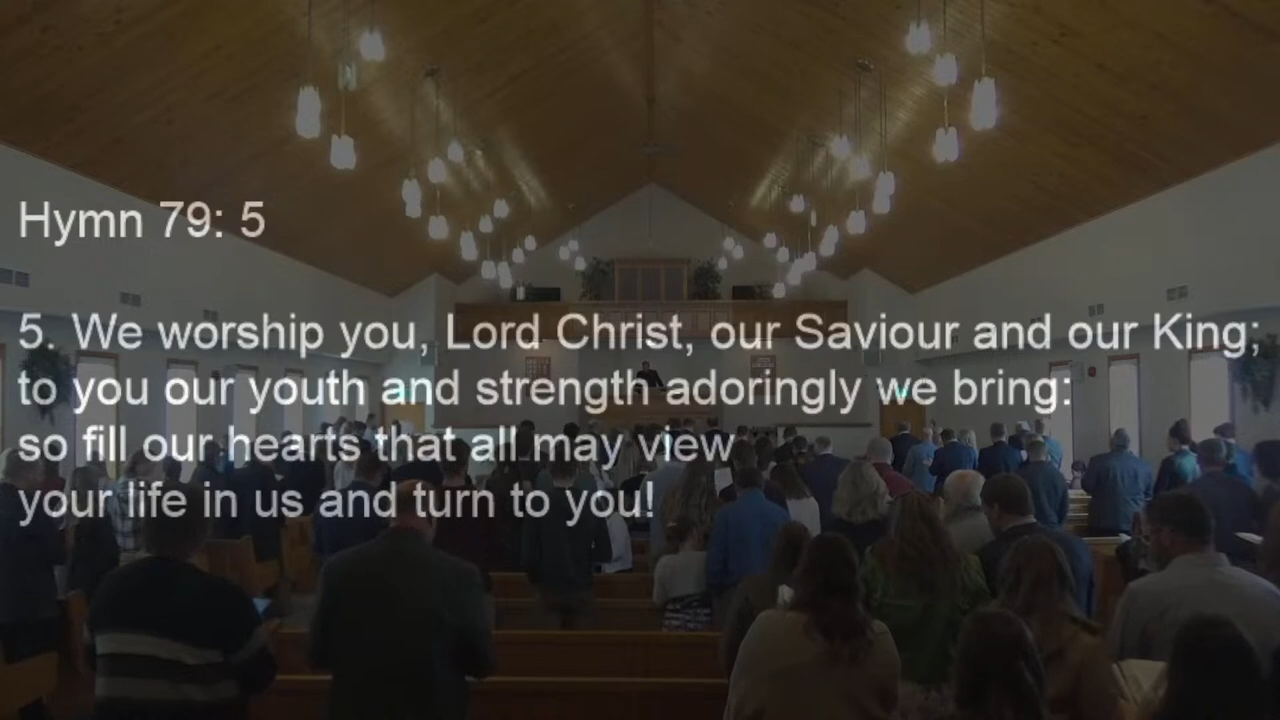 Hymn 79: 5
5. We worship you, Lord Christ, our Saviour and our King;
to you our youth and strength adoringly we bring:
so fill our hearts that all may view
your life in us and turn to you!